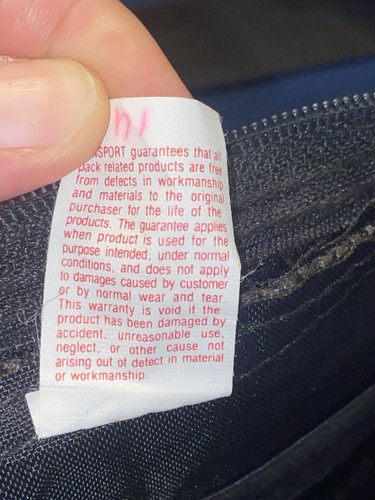 guarantees that all
pack related products are free
from defects in workmanship
and materials to the original
purchaser for the life of the
products. The guarantee applies
when product is used for the
purpose intended, under normal
conditions, and does not apply
to damages caused by customer
or by normal wear and tear.
This warranty is void if the
product has been damaged by
accident, unreasonable use,
neglect, or other cause not
arising out of defect in material
or workmanship.